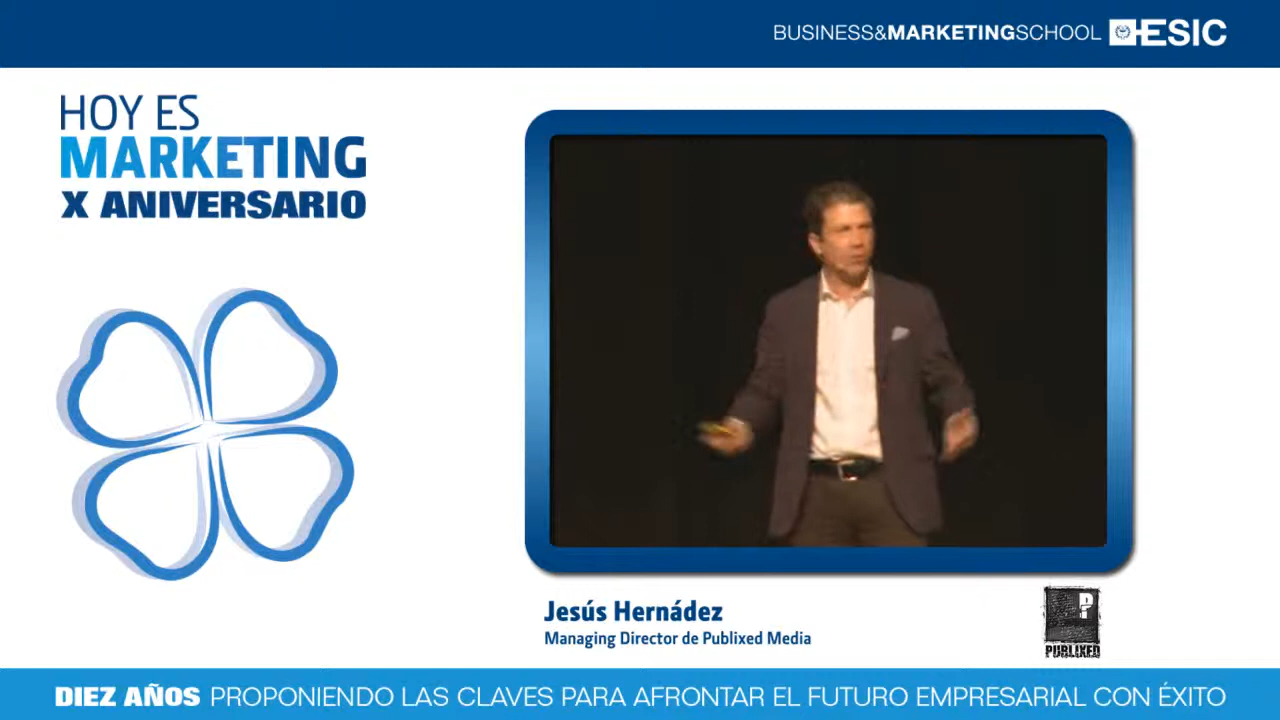 BUSINESS&MARKETINGSCHOOL ESIC
HOY ES
MARKETING
X ANIVERSARIO
Jesús Hernádez
Managing Director de Publixed Media
PUBLIXED
DIEZ AÑOS PROPONIENDO LAS CLAVES PARA AFRONTAR EL FUTURO EMPRESARIAL CON ÉXITO